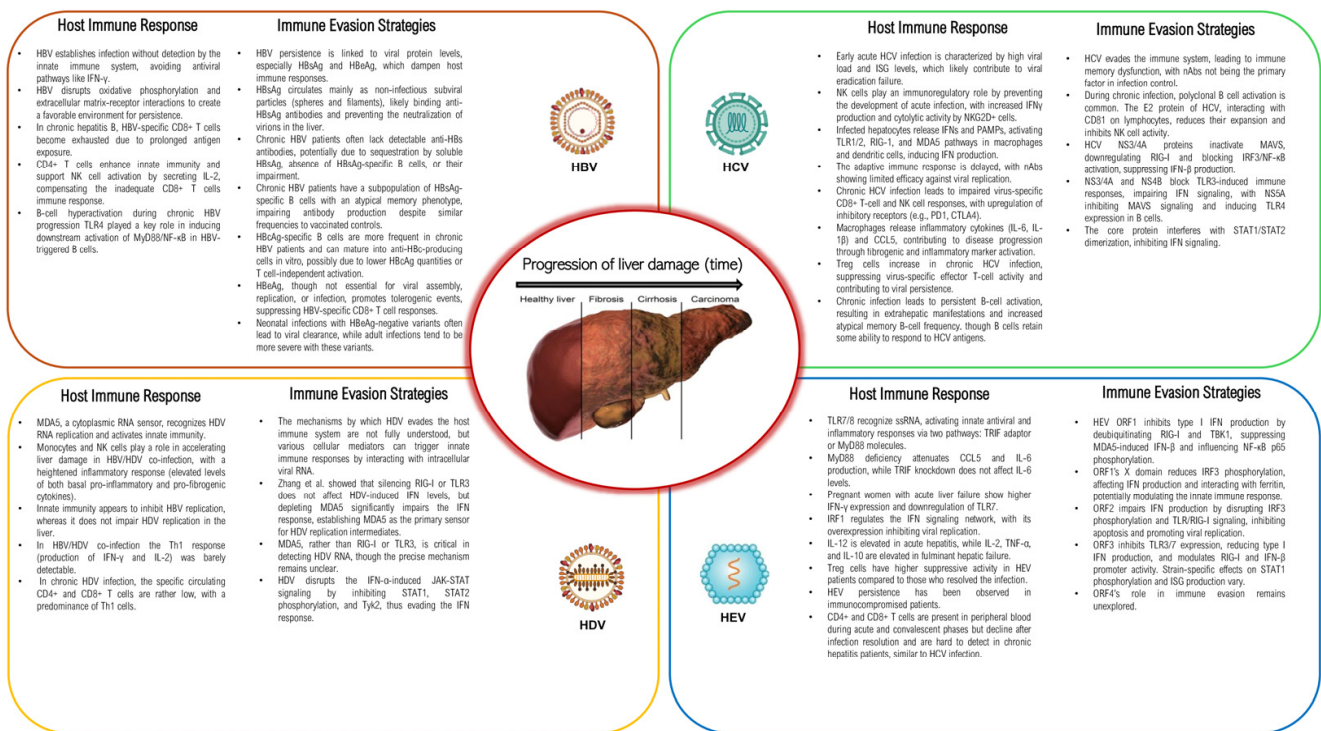 Host Immune Response
• HBV establishes infection without detection by the
innate immune system, avoiding antiviral
pathways like IFN-γ.
• HBV disrupts oxidative phosphorylation and
extracellular matrix-receptor interactions to create
a favorable environment for persistence.
• In chronic hepatitis B, HBV-specific CD8+ T cells
become exhausted due to prolonged antigen
exposure.
• CD4+ T cells enhance innate immunity and
support NK cell activation by secreting IL-2,
compensating the inadequate CD8+ T cells
immune response.
• B-cell hyperactivation during chronic HBV
progression TLR4 played a key role in inducing
downstream activation of MyD88/NF-κB in HBV-
triggered B cells.
Immune Evasion Strategies
• HBV persistence is linked to viral protein levels,
especially HBsAg and HBeAg, which dampen
host immune responses.
• HBsAg circulates mainly as non-infectious subviral
particles (spheres and filaments), likely binding anti-
HBsAg antibodies and preventing the neutralization of
virions in the liver.
• Chronic HBV patients often lack detectable anti-HBs
antibodies, potentially due to sequestration by soluble
HBsAg, absence of HBsAg-specific B cells, or their
impairment.
• Chronic HBV patients have a subpopulation of HBsAg-
specific B cells with an atypical memory phenotype,
impairing antibody production despite similar
frequencies to vaccinated controls.
• HBcAg-specific B cells are more frequent in chronic
HBV patients and can mature into anti-HBc-producing
cells in vitro, possibly due to lower HBcAg quantities or
T cell-independent activation.
• HBeAg, though not essential for viral assembly,
replication, or infection, promotes tolerogenic events,
suppressing HBV-specific CD8+ T cell responses.
• Neonatal infections with HBeAg-negative variants often
lead to viral clearance, while adult infections tend to be
more severe with these variants.
HBV
HCV
Host Immune Response
• Early acute HCV infection is characterized by high viral
load and ISG levels, which likely contribute to viral
eradication failure.
• NK cells play an immunoregulatory role by preventing
the development of acute infection, with increased IFNγ
production and cytolytic activity by NKG2D+ cells.
• Infected hepatocytes release IFNs and PAMPs, activating
TLR1/2, RIG-1, and MDA5 pathways in macrophages
and dendritic cells, inducing IFN production.
• The adaptive immune response is delayed, with nAbs
showing limited efficacy against viral replication.
• Chronic HCV infection leads to impaired virus-specific
CD8+ T-cell and NK cell responses, with upregulation of
inhibitory receptors (e.g., PD1, CTLA4).
• Macrophages release inflammatory cytokines (IL-6, IL-
1β) and CCL5, contributing to disease progression
through fibrogenic and inflammatory marker activation.
• Treg cells increase in chronic HCV infection,
suppressing virus-specific effector T-cell activity and
contributing to viral persistence.
• Chronic infection leads to persistent B-cell activation,
resulting in extrahepatic manifestations and increased
atypical memory B-cell frequency, though B cells retain
some ability to respond to HCV antigens.
Immune Evasion Strategies
• HCV evades the immune system, leading to immune
memory dysfunction, with nAbs not being the primary
factor in infection control.
• During chronic infection, polyclonal B cell activation is
common. The E2 protein of HCV, interacting with
CD81 on lymphocytes, reduces their expansion and
inhibits NK cell activity.
• HCV NS3/4A proteins inactivate MAVS,
downregulating RIG-I and blocking IRF3/NF-κB
activation, suppressing IFN-β production.
• NS3/4A and NS4B block TLR3-induced immune
responses, impairing IFN signaling, with NS5A
inhibiting MAVS signaling and inducing TLR4
expression in B cells.
• The core protein interferes with STAT1/STAT2
dimerization, inhibiting IFN signaling.
Progression of liver damage (time)
Healthy liver
Fibrosis
Cirrhosis
Carcinoma
Host Immune Response
• MDA5, a cytoplasmic RNA sensor, recognizes HDV
RNA replication and activates innate immunity.
• Monocytes and NK cells play a role in accelerating
liver damage in BV/HDV co-infection, with a
heightened inflammatory response (elevated levels
of both basal pro-inflammatory and pro-fibrogenic
cytokines).
• Innate immunity appears to inhibit HBV replication,
whereas it does not impair HDV replication in the
liver.
• In HBV/HDV co-infection the Th1 response
(production of IFN-γ and IL-2) was barely
detectable.
• In chronic HDV infection, the specific circulating
CD4+ and CD8+ T cells are rather low, with a
predominance of Th1 cells.
Immune Evasion Strategies
• The mechanisms by which HDV evades the host
immune system are not fully understood, but
various cellular mediators can trigger innate
immune responses by interacting with intracellular
viral RNA.
• Zhang et al. showed that silencing RIG-I or TLR3
does not affect HDV-induced IFN levels, but
depleting MDA5 significantly impairs the IFN
response, establishing MDA5 as the primary sensor
for HDV replication intermediates.
• MDA5, rather than RIG-I or TLR3, is critical in
detecting HDV RNA, though the precise mechanism
remains unclear.
• HDV disrupts the IFN-α-induced JAK-STAT
signaling by inhibiting STAT1, STAT2
phosphorylation, and Tyk2, thus evading the IFN
response.
HDV
HEV
Host Immune Response
• TLR7/8 recognize ssRNA, activating innate antiviral and
inflammatory responses via two pathways: TRIF adaptor
or MyD88 molecules.
• MyD88 deficiency attenuates CCL5 and IL-6
production, while TRIF knockdown does not affect IL-6
levels.
• Pregnant women with acute liver failure show higher
IFN-γ expression and downregulation of TLR7.
• IRF1 regulates the IFN signaling network, with its
overexpression inhibiting viral replication.
• IL-12 is elevated in acute hepatitis, while IL-2, TNF-α,
and IL-10 are elevated in fulminant hepatic failure.
• Treg cells have higher suppressive activity in HEV
patients compared to those who resolved the infection.
• HEV persistence has been observed in
immunocompromised patients.
• CD4+ and CD8+ T cells are present in peripheral blood
during acute and convalescent phases but decline after
infection resolution and are hard to detect in chronic
hepatitis patients, similar to HCV infection.
Immune Evasion Strategies
• HEV ORF1 inhibits type I IFN production by
deubiquitinating RIG-I and TBK1, suppressing
MDA5-induced IFN-β and influencing NF-κB p65
phosphorylation.
• ORF1's X domain reduces IRF3 phosphorylation,
affecting IFN production and interacting with ferritin,
potentially modulating the innate immune response.
• ORF2 impairs IFN production by disrupting IRF3
phosphorylation and TLR/RIG-I signaling, inhibiting
apoptosis and promoting viral replication.
• ORF3 inhibits TLR3/7 expression, reducing type I
IFN production, and modulates RIG-I and IFN-β
promoter activity. Strain-specific effects on STAT1
phosphorylation and ISG production vary.
• ORF4's role in immune evasion remains
unexplored.